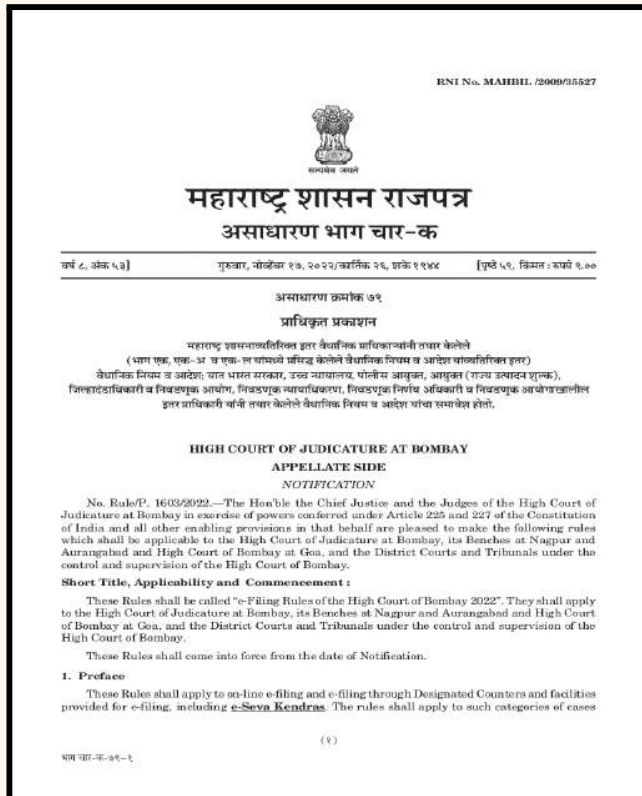 RNI No. MAHBIL /2009/35527
सत्यमेव जयते
महाराष्ट्र शासन राजपत्र
असाधारण भाग चार-क
वर्ष ८, अंक ५३]
गुरुवार, नोव्हेंबर १७, २०२२/कार्तिक २६, शके १९४४
[पृष्ठे ५९, किंमत : रुपये ९.००
असाधारण क्रमांक ७९
प्राधिकृत प्रकाशन
महाराष्ट्र शासनाव्यतिरिक्त इतर वैधानिक प्राधिकाऱ्यांनी तयार केलेले
(भाग एक, एक-अ व एक-ल यांमध्ये प्रसिद्ध केलेले वैधानिक नियम व आदेश यांव्यतिरिक्त इतर)
वैधानिक नियम व आदेश; यात भारत सरकार, उच्च न्यायालय, पोलीस आयुक्त, आयुक्त (राज्य उत्पादन शुल्क),
जिल्हादंडाधिकारी व निवडणूक आयोग, निवडणूक न्यायाधिकरण, निवडणूक निर्णय अधिकारी व निवडणूक आयोगाखालील
इतर प्राधिकारी यांनी तयार केलेले वैधानिक नियम व आदेश यांचा समावेश होतो.
HIGH COURT OF JUDICATURE AT BOMBAY
APPELLATE SIDE
NOTIFICATION
No. Rule/P. 1603/2022.—The Hon'ble the Chief Justice and the Judges of the High Court of
Judicature at Bombay in exercise of powers conferred under Article 225 and 227 of the Constitution
of India and all other enabling provisions in that behalf are pleased to make the following rules
which shall be applicable to the High Court of Judicature at Bombay, its Benches at Nagpur and
Aurangabad and High Court of Bombay at Goa, and the District Courts and Tribunals under the
control and supervision of the High Court of Bombay.
Short Title, Applicability and Commencement :
These Rules shall be called "e-Filing Rules of the High Court of Bombay 2022". They shall apply
to the High Court of Judicature at Bombay, its Benches at Nagpur and Aurangabad and High Court
of Bombay at Goa, and the District Courts and Tribunals under the control and supervision of the
High Court of Bombay.
These Rules shall come into force from the date of Notification.
1. Preface
These Rules shall apply to on-line e-filing and e-filing through Designated Counters and facilities
provided for e-filing, including e-Seva Kendras. The rules shall apply to such categories of cases
(१)
भाग चार-क-७९-१